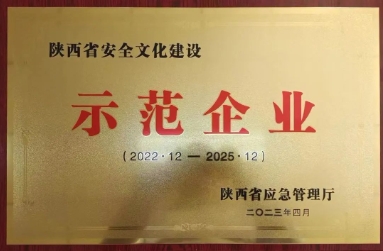 陕西省安全文化建设
示范企业
(2022·12 — 2025·12)
陕西省应急管理厅
二〇二三年四月